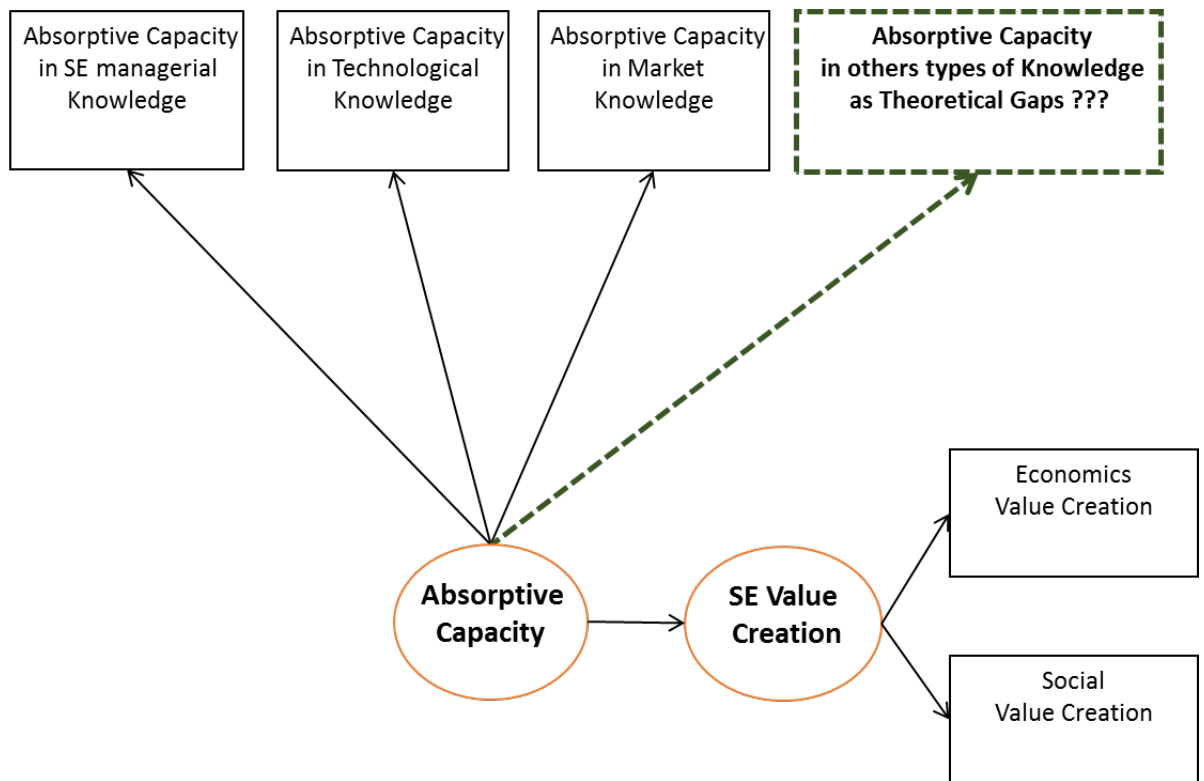 Absorptive Capacity
in SE managerial
Knowledge
Absorptive Capacity
in Technological
Knowledge
Absorptive Capacity
in Market
Knowledge
Absorptive Capacity
in others types of Knowledge
as Theoretical Gaps ???
Absorptive
Capacity
SE Value
Creation
Economics
Value Creation
Social
Value Creation